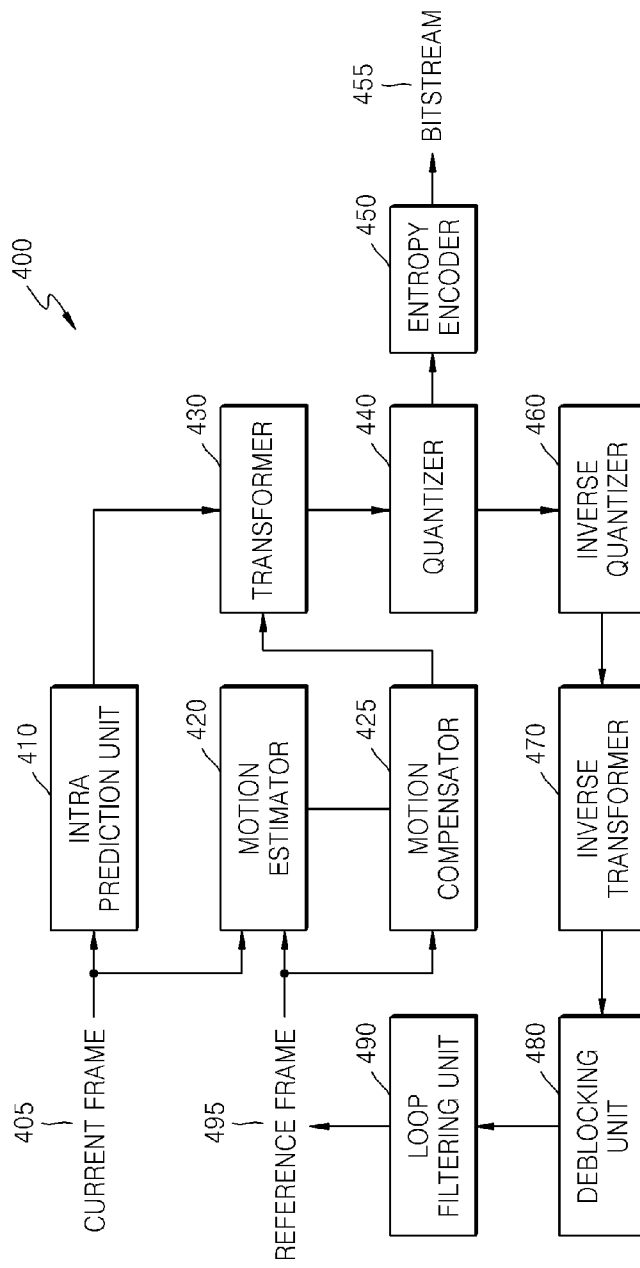 400
405
CURRENT FRAME
410
INTRA
PREDICTION UNIT
495
REFERENCE FRAME
420
MOTION
ESTIMATOR
430
TRANSFORMER
490
LOOP
FILTERING UNIT
425
MOTION
COMPENSATOR
440
QUANTIZER
450
ENTROPY
ENCODER
455
BITSTREAM
480
DEBLOCKING
UNIT
470
INVERSE
TRANSFORMER
460
INVERSE
QUANTIZER